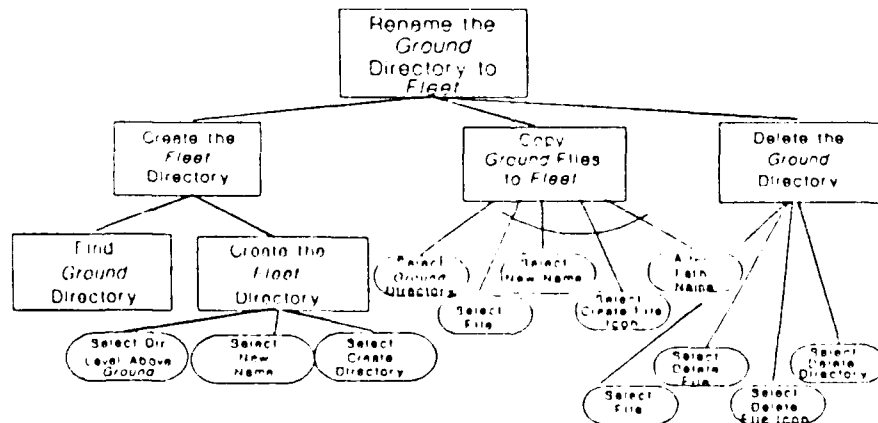 Rename the
Ground
Directory to
Fleet
Create the
Fleet
Directory
Copy
Ground Files
to Fleet
Delete the
Ground
Directory
Find
Ground
Directory
Create the
Fleet
Directory
Select
Ground
Directory
Select
File
Select
New Name
Select
Create File
Icon
Path
Name
Select Dir
Level Above
Ground
Select
New
Name
Select
Create
Directory
Select
File
Select
Delete
File
Select
Delete
File Icon
Select
Delete
Directory